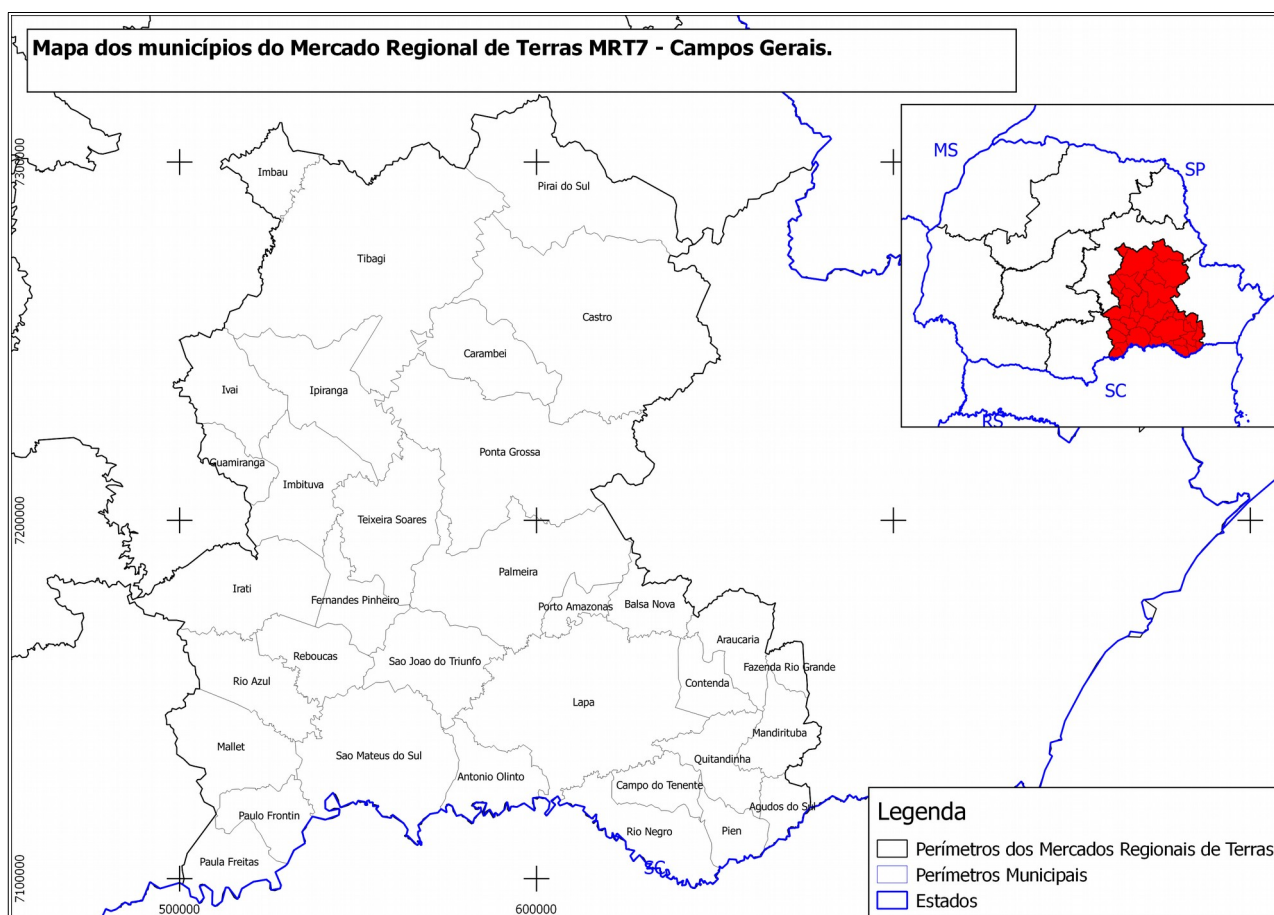 Mapa dos municípios do Mercado Regional de Terras MRT7 - Campos Gerais.
MS
SP
SC
RS
7300000
7200000
7100000
500000
600000
Imbau
Pirai do Sul
Tibagi
Castro
Carambei
Ivai
Ipiranga
Ponta Grossa
Guamiranga
Imbituva
Teixeira Soares
Palmeira
Irati
Fernandes Pinheiro
Porto Amazonas
Balsa Nova
Araucaria
Reboucas
Sao Joao do Triunfo
Fazenda Rio Grande
Rio Azul
Contenda
Lapa
Mandirituba
Mallet
Sao Mateus do Sul
Quitandinha
Antonio Olinto
Campo do Tenente
Agudos do Sul
Paulo Frontin
Rio Negro
Pien
Paula Freitas
SC
Legenda
Perímetros dos Mercados Regionais de Terras
Perímetros Municipais
Estados